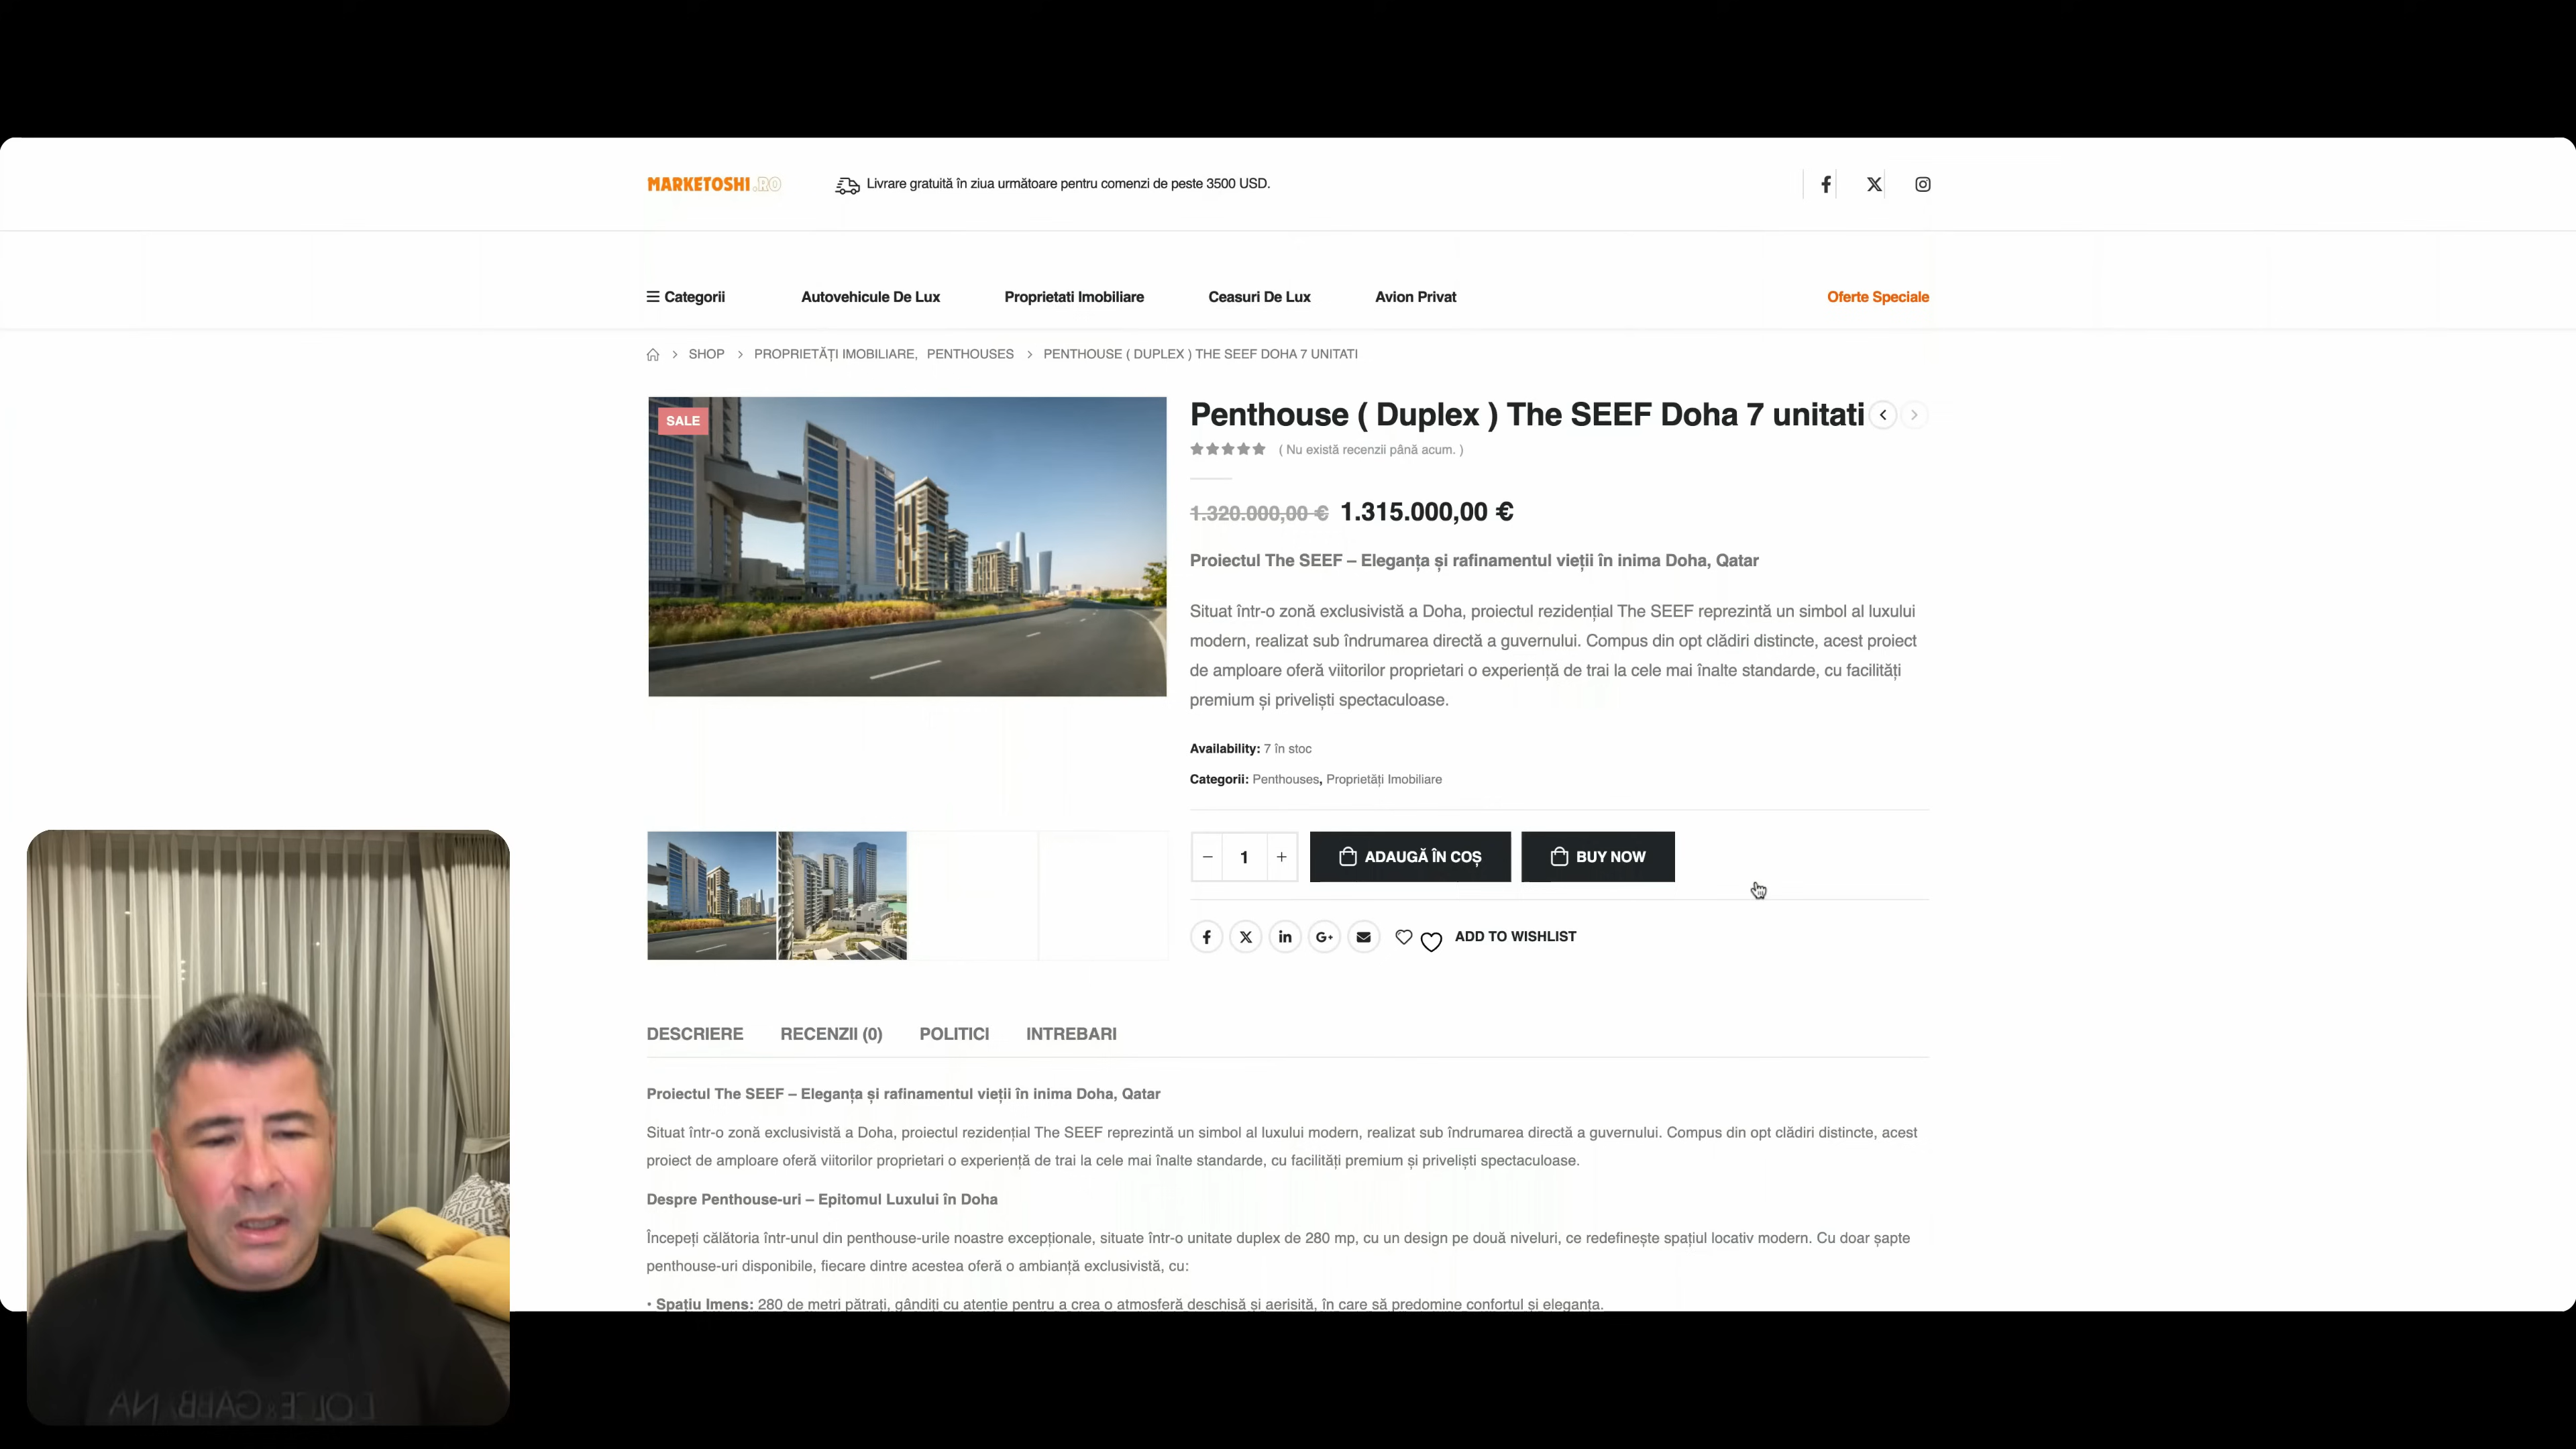 MARKETOSHI.RO
Livrare gratuită în ziua următoare pentru comenzi de peste 3500 USD.
Categorii
Autovehicule De Lux
Proprietati Imobiliare
Ceasuri De Lux
Avion Privat
Oferte Speciale
SHOP > PROPRIETĂȚI IMOBILIARE, PENTHOUSES > PENTHOUSE ( DUPLEX ) THE SEEF DOHA 7 UNITATI
SALE
Penthouse ( Duplex ) The SEEF Doha 7 unitati
( Nu există recenzii până acum. )
1.320.000,00 € 1.315.000,00 €
Proiectul The SEEF – Eleganța și rafinamentul vieții în inima Doha, Qatar
Situat într-o zonă exclusivistă a Doha, proiectul rezidențial The SEEF reprezintă un simbol al luxului
modern, realizat sub îndrumarea directă a guvernului. Compus din opt clădiri distincte, acest proiect
de amploare oferă viitorilor proprietari o experiență de trai la cele mai înalte standarde, cu facilități
premium și priveliști spectaculoase.
Availability: 7 în stoc
Categorii: Penthouses, Proprietăți Imobiliare
− 1 +
ADAUGĂ ÎN COȘ
BUY NOW
ADD TO WISHLIST
DESCRIERE
RECENZII (0)
POLITICI
INTREBARI
Proiectul The SEEF – Eleganța și rafinamentul vieții în inima Doha, Qatar
Situat într-o zonă exclusivistă a Doha, proiectul rezidențial The SEEF reprezintă un simbol al luxului modern, realizat sub îndrumarea directă a guvernului. Compus din opt clădiri distincte, acest
proiect de amploare oferă viitorilor proprietari o experiență de trai la cele mai înalte standarde, cu facilități premium și priveliști spectaculoase.
Despre Penthouse-uri – Epitomul Luxului în Doha
Începeți călătoria într-unul din penthouse-urile noastre excepționale, situate într-o unitate duplex de 280 mp, cu un design pe două niveluri, ce redefinește spațiul locativ modern. Cu doar șapte
penthouse-uri disponibile, fiecare dintre acestea oferă o ambianță exclusivistă, cu:
• Spațiu Imens: 280 de metri pătrați, gândiți cu atenție pentru a crea o atmosferă deschisă și aerisită, în care să predomine confortul și eleganța.